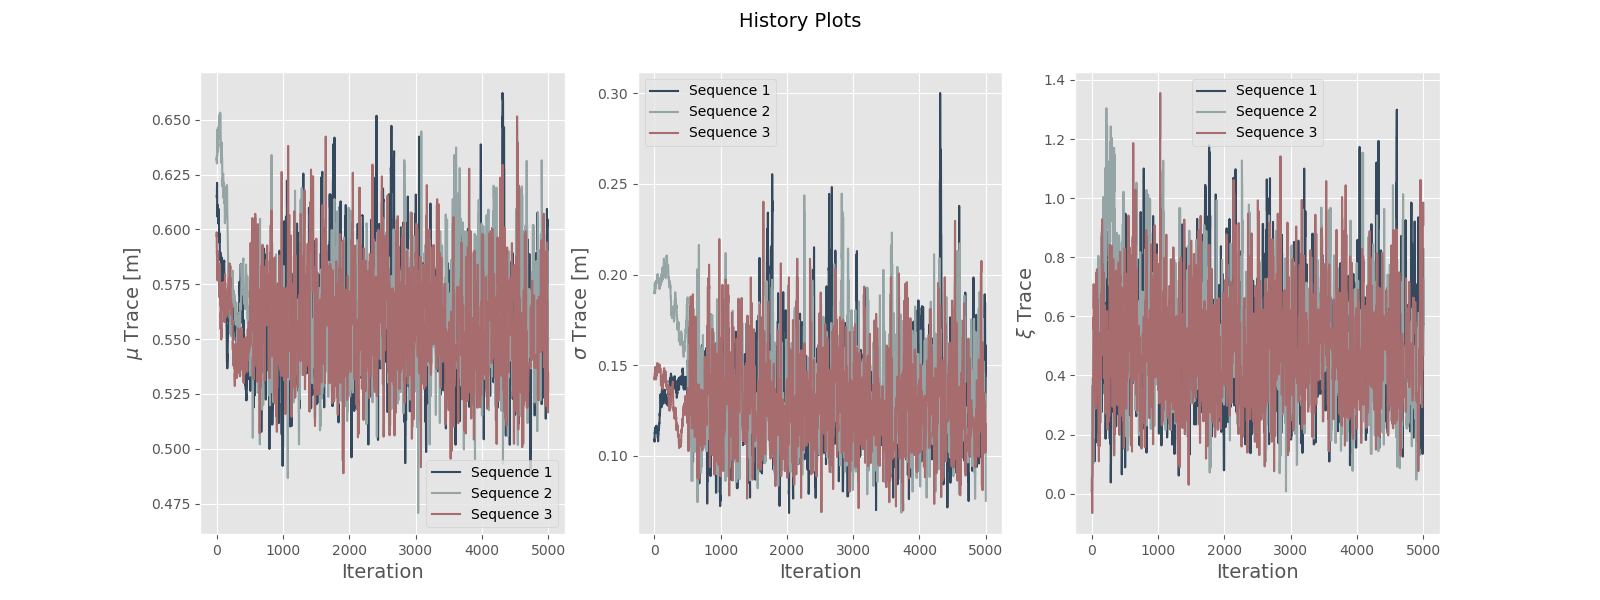 History Plots
μ Trace [m]
0.650
0.625
0.600
0.575
0.550
0.525
0.500
0.475
Sequence 1
Sequence 2
Sequence 3
0 1000 2000 3000 4000 5000
Iteration
σ Trace [m]
0.30
0.25
0.20
0.15
0.10
Sequence 1
Sequence 2
Sequence 3
0 1000 2000 3000 4000 5000
Iteration
ξ Trace
1.4
1.2
1.0
0.8
0.6
0.4
0.2
0.0
Sequence 1
Sequence 2
Sequence 3
0 1000 2000 3000 4000 5000
Iteration